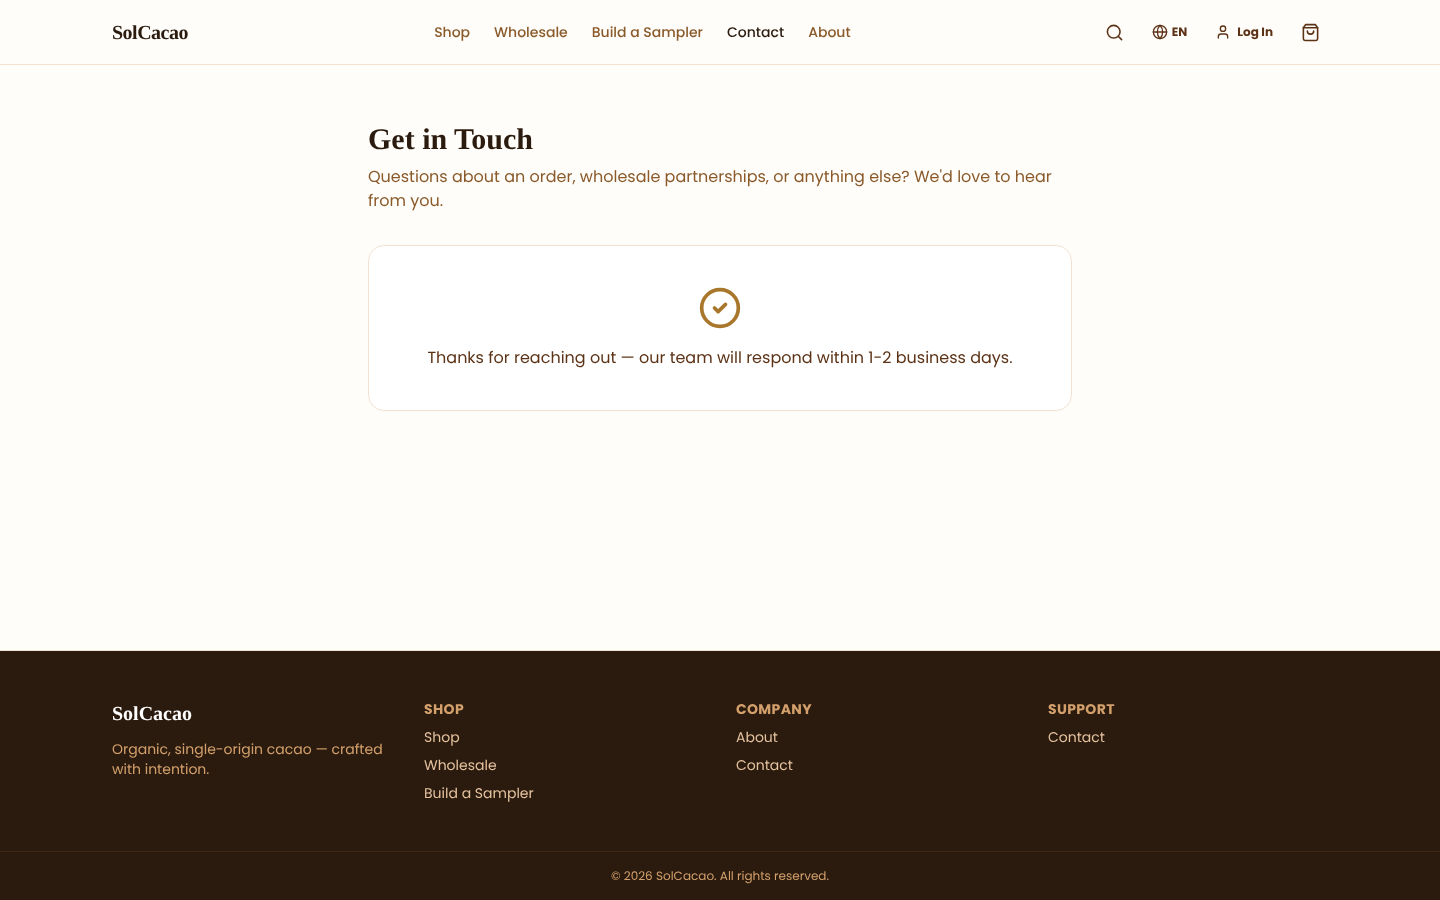 SolCacao
Shop
Wholesale
Build a Sampler
Contact
About
EN
Log In
Get in Touch
Questions about an order, wholesale partnerships, or anything else? We'd love to hear
from you.
Thanks for reaching out — our team will respond within 1-2 business days.
SolCacao
Organic, single-origin cacao — crafted
with intention.
SHOP
Shop
Wholesale
Build a Sampler
COMPANY
About
Contact
SUPPORT
Contact
© 2026 SolCacao. All rights reserved.